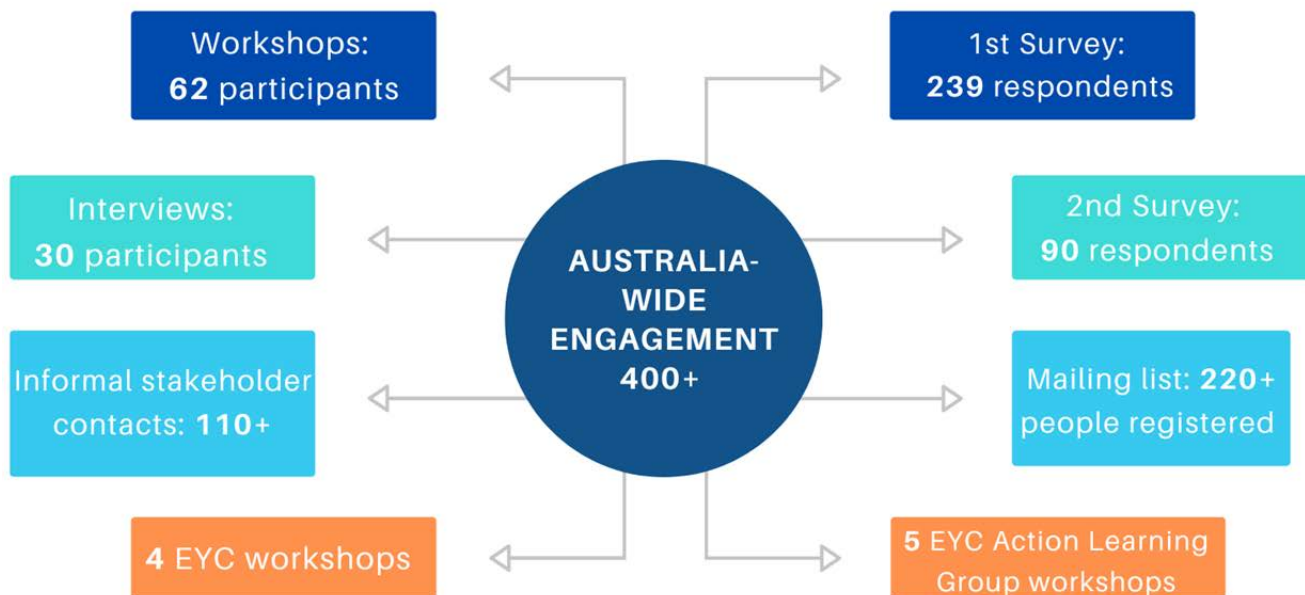 Workshops:
62 participants
1st Survey:
239 respondents
Interviews:
30 participants
2nd Survey:
90 respondents
AUSTRALIA-
WIDE
ENGAGEMENT
400+
Informal stakeholder
contacts: 110+
Mailing list: 220+
people registered
4 EYC workshops
5 EYC Action Learning
Group workshops